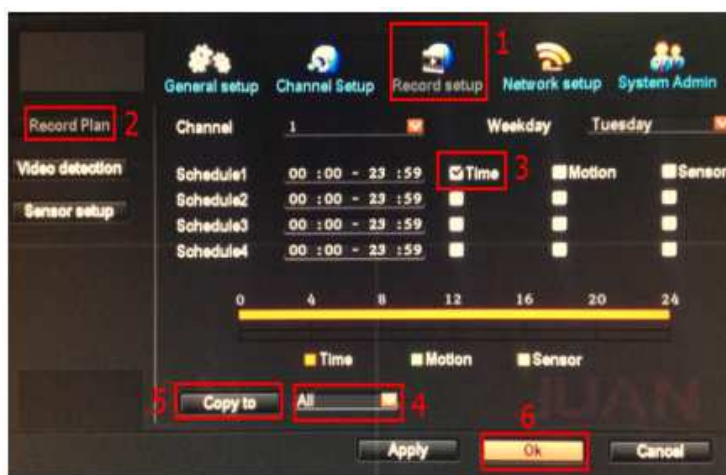 General setup Channel Setup Record setup 1 Network setup System Admin
Record Plan 2 Channel 1 Weekday Tuesday
Video detection Schedule1 00 :00 - 23 :59 Time 3 Motion Sensor
Sensor setup Schedule2 00 :00 - 23 :59
Schedule3 00 :00 - 23 :59
Schedule4 00 :00 - 23 :59
0 4 8 12 16 20 24
Time Motion Sensor
5 Copy to All 4 JUAN
6
Apply Ok Cancel